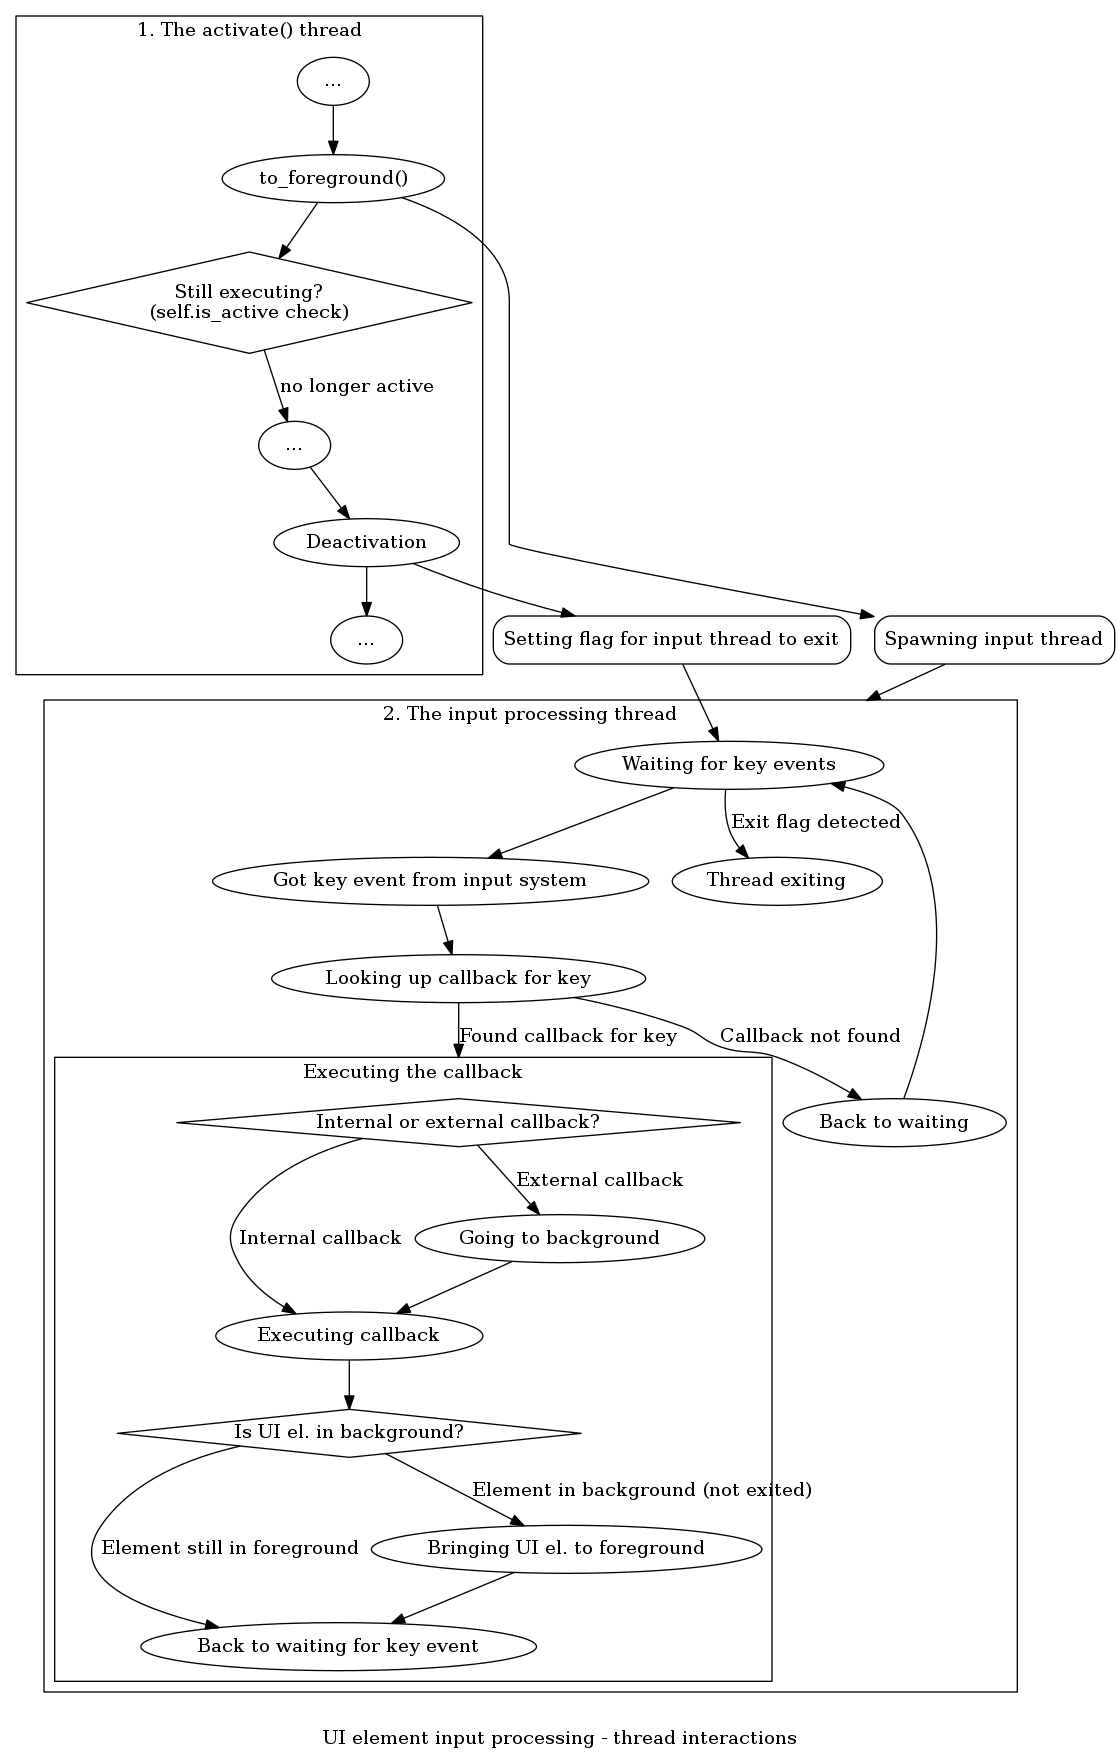 1. The activate() thread
...
to_foreground()
Still executing?
(self.is_active check)
no longer active
...
Deactivation
...
Setting flag for input thread to exit
Spawning input thread
2. The input processing thread
Waiting for key events
Exit flag detected
Got key event from input system
Thread exiting
Looking up callback for key
Found callback for key
Callback not found
Executing the callback
Internal or external callback?
Back to waiting
External callback
Internal callback
Going to background
Executing callback
Is UI el. in background?
Element in background (not exited)
Element still in foreground
Bringing UI el. to foreground
Back to waiting for key event
UI element input processing - thread interactions